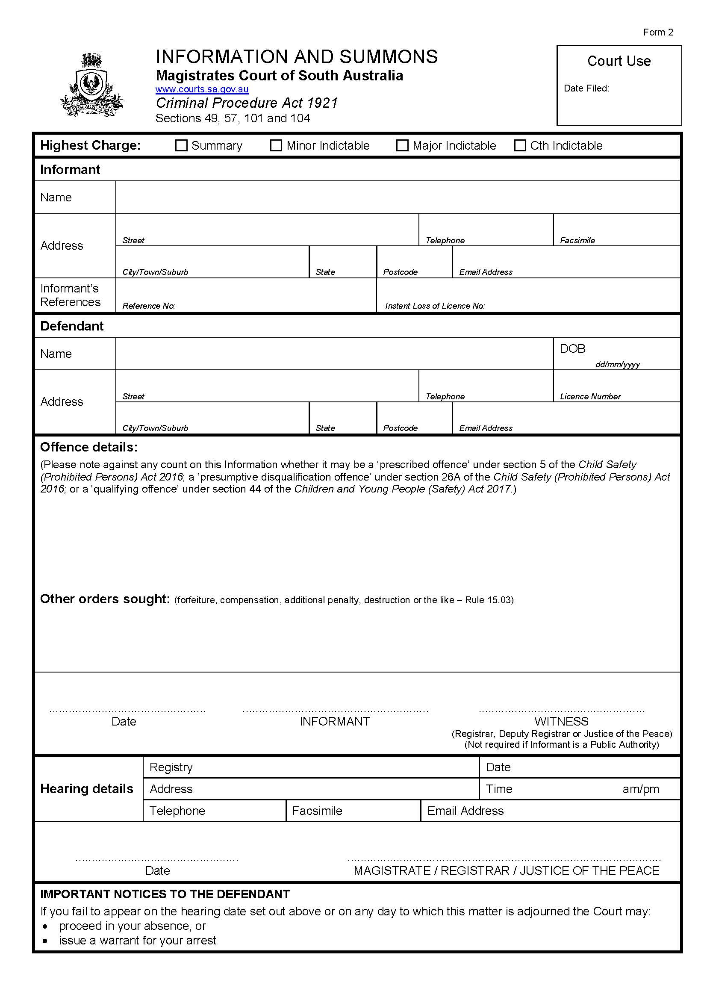 Form 2
INFORMATION AND SUMMONS
Magistrates Court of South Australia
www.courts.sa.gov.au
Criminal Procedure Act 1921
Sections 49, 57, 101 and 104
Court Use
Date Filed:
SOUTH AUSTRALIA
Highest Charge: Summary Minor Indictable Major Indictable Cth Indictable
Informant
Name
Address
Street Telephone Facsimile
City/Town/Suburb State Postcode Email Address
Informant’s
References
Reference No: Instant Loss of Licence No:
Defendant
Name
DOB
dd/mm/yyyy
Address
Street Telephone Licence Number
City/Town/Suburb State Postcode Email Address
Offence details:
(Please note against any count on this Information whether it may be a ‘prescribed offence’ under section 5 of the Child Safety
(Prohibited Persons) Act 2016; a ‘presumptive disqualification offence’ under section 26A of the Child Safety (Prohibited Persons) Act
2016; or a ‘qualifying offence’ under section 44 of the Children and Young People (Safety) Act 2017.)
Other orders sought: (forfeiture, compensation, additional penalty, destruction or the like – Rule 15.03)
Date INFORMANT WITNESS
(Registrar, Deputy Registrar or Justice of the Peace)
(Not required if Informant is a Public Authority)
Hearing details
Registry Date
Address Time am/pm
Telephone Facsimile Email Address
Date MAGISTRATE / REGISTRAR / JUSTICE OF THE PEACE
IMPORTANT NOTICES TO THE DEFENDANT
If you fail to appear on the hearing date set out above or on any day to which this matter is adjourned the Court may:
• proceed in your absence, or
• issue a warrant for your arrest